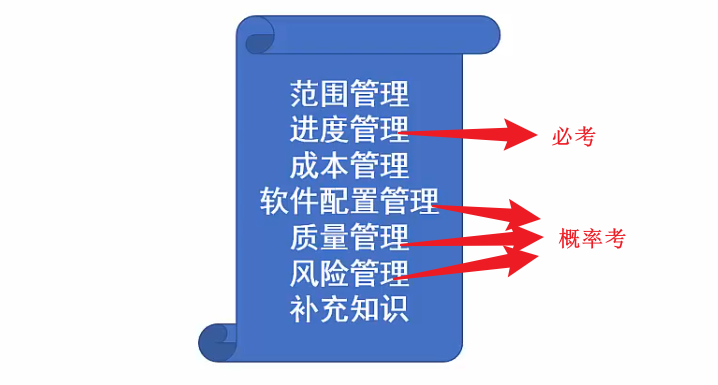 范围管理
进度管理
必考
成本管理
软件配置管理
质量管理
概率考
风险管理
补充知识